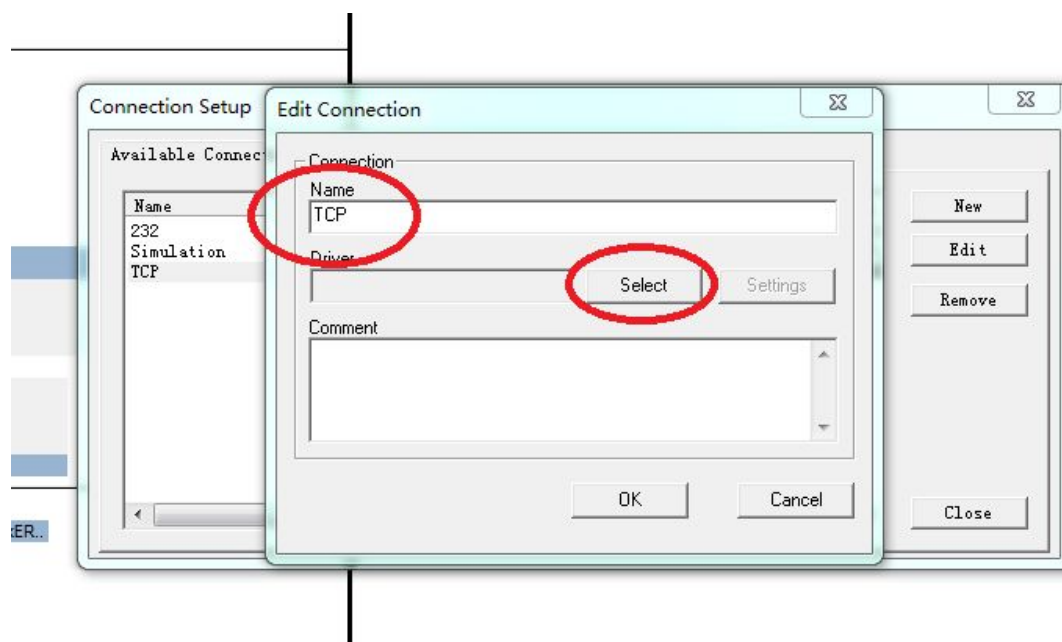 Connection Setup
Edit Connection
Available Connec
Connection
Name
TCP
Driver
Select
Settings
Comment
OK
Cancel
Name
232
Simulation
TCP
New
Edit
Remove
Close
ER..